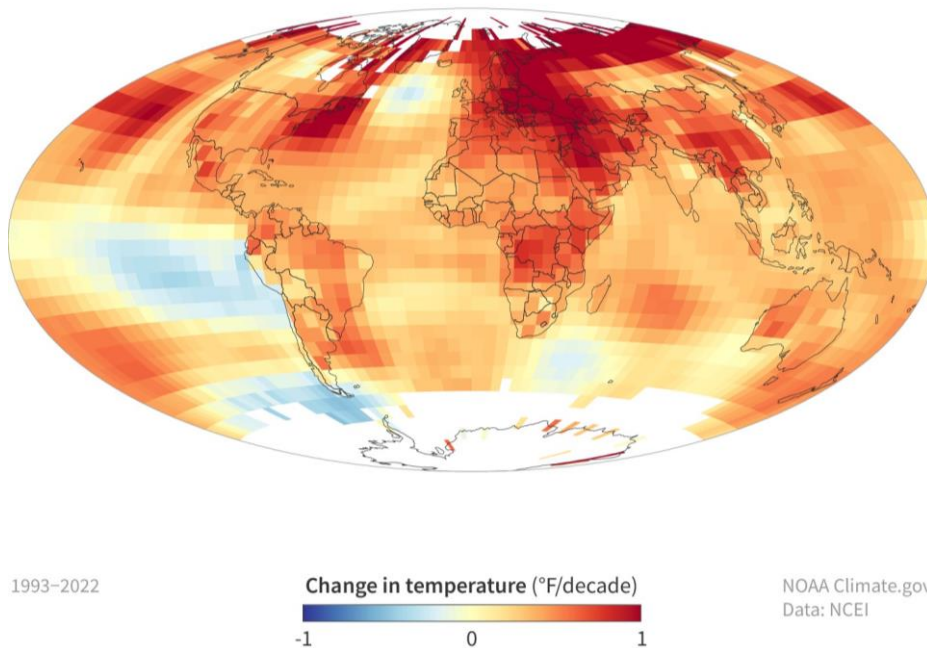 1993–2022
Change in temperature (°F/decade)
-1 0 1
NOAA Climate.gov
Data: NCEI